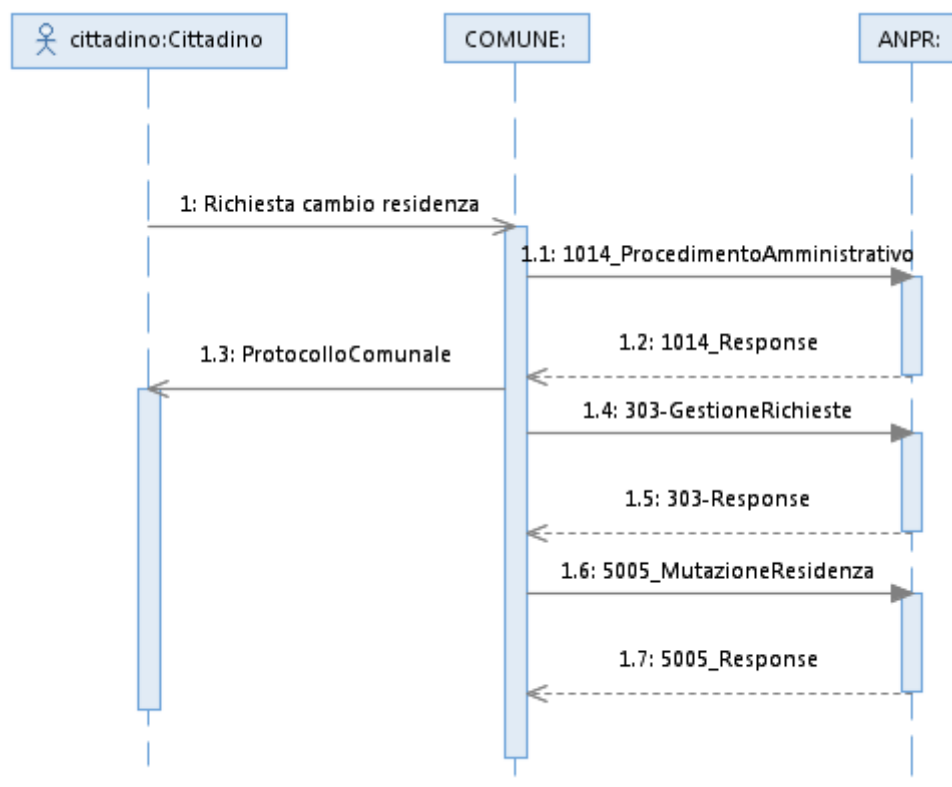 cittadino:Cittadino
COMUNE:
ANPR:
1: Richiesta cambio residenza
1.1: 1014_ProcedimentoAmministrativo
1.2: 1014_Response
1.3: ProtocolloComunale
1.4: 303-GestioneRichieste
1.5: 303-Response
1.6: 5005_MutazioneResidenza
1.7: 5005_Response